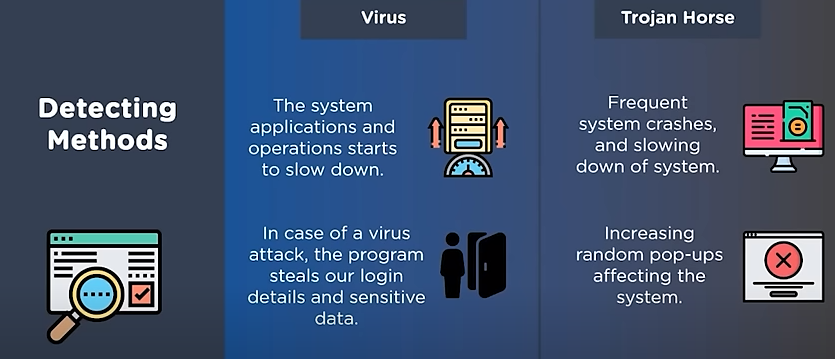 Virus
Trojan Horse
Detecting
Methods
The system
applications and
operations starts
to slow down.
Frequent
system crashes,
and slowing
down of system.
In case of a virus
attack, the program
steals our login
details and sensitive
data.
Increasing
random pop-ups
affecting the
system.